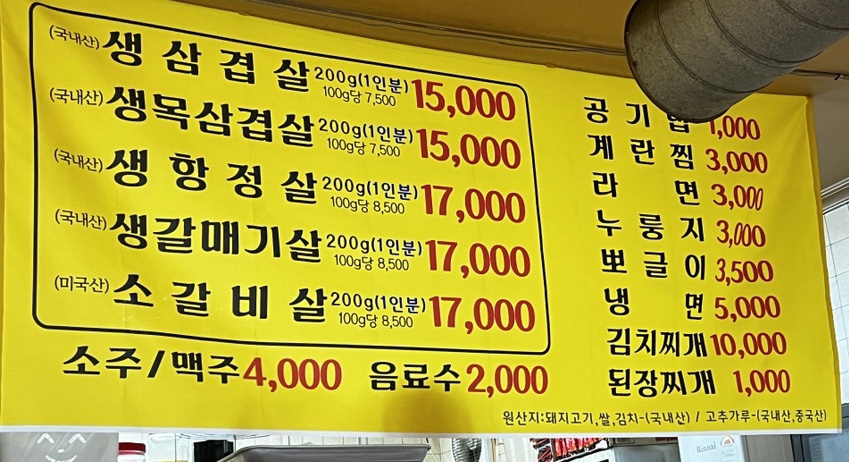 (국내산) 생삼겹살 200g(1인분) 15,000
100g당 7,500
(국내산) 생목삼겹살 200g(1인분) 15,000
100g당 7,500
(국내산) 생항정살 200g(1인분) 17,000
100g당 8,500
(국내산) 생갈매기살 200g(1인분) 17,000
100g당 8,500
(미국산) 소갈비살 200g(1인분) 17,000
100g당 8,500
소주/맥주 4,000 음료수 2,000
공기밥 1,000
계란찜 3,000
라면 3,000
누룽지 3,000
뽀글이 3,500
냉면 5,000
김치찌개 10,000
된장찌개 1,000
원산지:돼지고기,쌀,김치-(국내산) / 고추가루-(국내산,중국산)
Rinnai